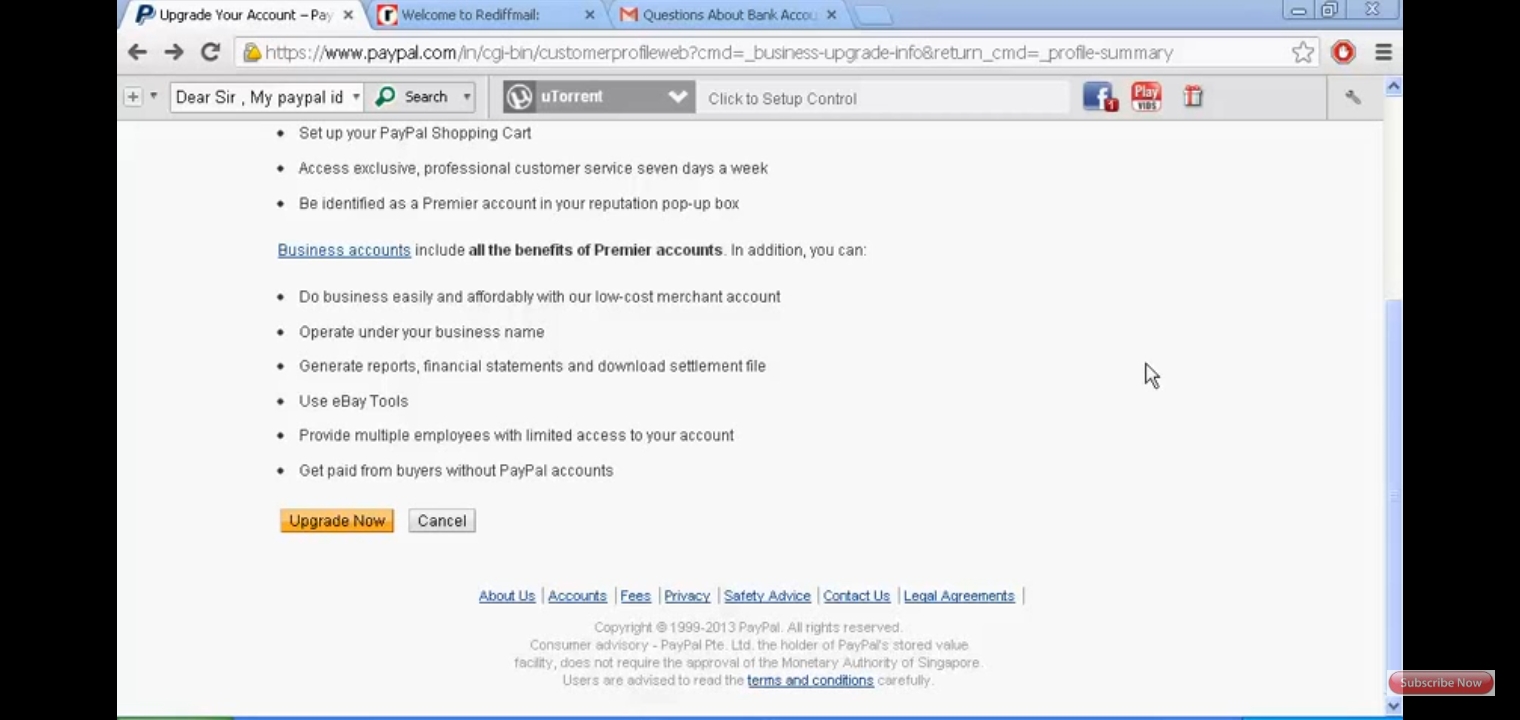 Upgrade Your Account – Pay
Welcome to Rediffmail:
Questions About Bank Accou
https://www.paypal.com/in/cgi-bin/customerprofileweb?cmd=_business-upgrade-info&return_cmd=_profile-summary
Dear Sir , My paypal id
Search
uTorrent
Click to Setup Control
1
Play
VIDS
• Set up your PayPal Shopping Cart
• Access exclusive, professional customer service seven days a week
• Be identified as a Premier account in your reputation pop-up box
Business accounts include all the benefits of Premier accounts. In addition, you can:
• Do business easily and affordably with our low-cost merchant account
• Operate under your business name
• Generate reports, financial statements and download settlement file
• Use eBay Tools
• Provide multiple employees with limited access to your account
• Get paid from buyers without PayPal accounts
Upgrade Now
Cancel
About Us | Accounts | Fees | Privacy | Safety Advice | Contact Us | Legal Agreements |
Copyright © 1999-2013 PayPal. All rights reserved.
Consumer advisory - PayPal Pte. Ltd. the holder of PayPal's stored value
facility, does not require the approval of the Monetary Authority of Singapore.
Users are advised to read the terms and conditions carefully.
Subscribe Now